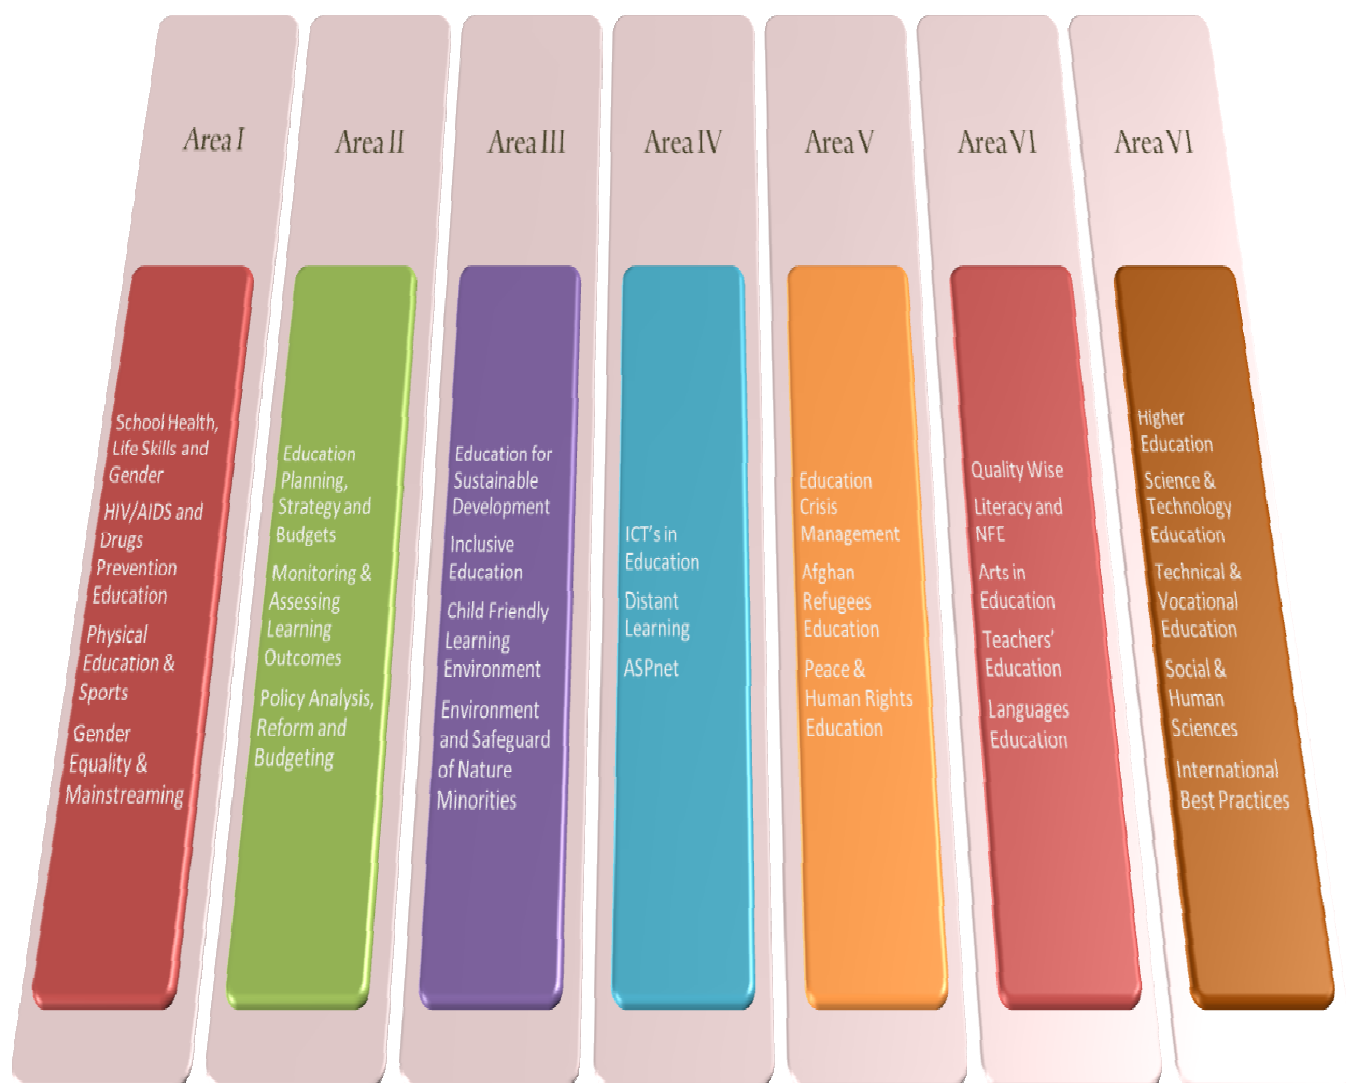 Area I
School Health,
Life Skills and
Gender
HIV/AIDS and
Drugs
Prevention
Education
Physical
Education &
Sports
Gender
Equality &
Mainstreaming
Area II
Education
Planning,
Strategy and
Budgets
Monitoring &
Assessing
Learning
Outcomes
Policy Analysis,
Reform and
Budgeting
Area III
Education for
Sustainable
Development
Inclusive
Education
Child Friendly
Learning
Environment
Environment
and Safeguard
of Nature
Minorities
Area IV
ICT's in
Education
Distant
Learning
ASPnet
Area V
Education
Crisis
Management
Afghan
Refugees
Education
Peace &
Human Rights
Education
Area VI
Quality Wise
Literacy and
NFE
Arts in
Education
Teachers'
Education
Languages
Education
Area VI
Higher
Education
Science &
Technology
Education
Technical &
Vocational
Education
Social &
Human
Sciences
International
Best Practices